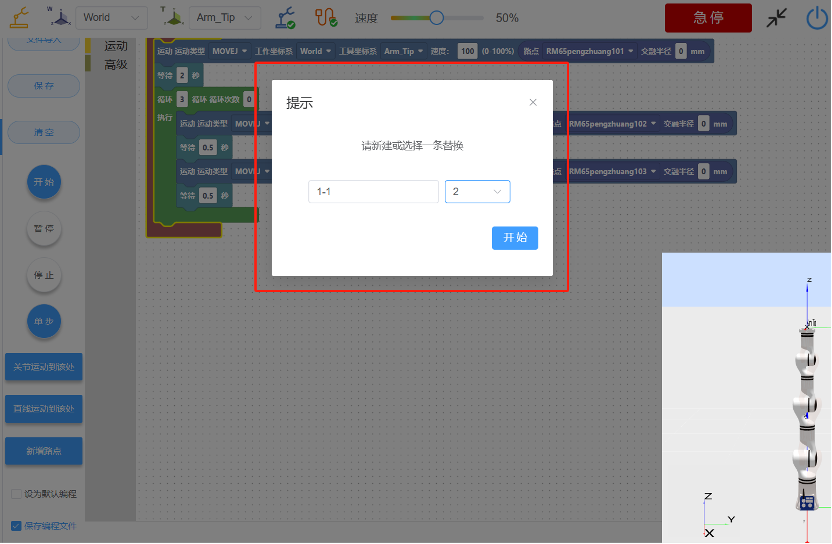 W World T Arm_Tip 速度 50% 急停
文件导入
运动
高级
保存
清空
开始
暂停
停止
单步
关节运动到该处
直线运动到该处
新增路点
设为默认编程
保存编程文件
运动 运动类型 MOVEJ 工作坐标系 World 工具坐标系 Arm_Tip 速度: 100 (0-100%) 路点 RM65pengzhuang101 交融半径 0 mm
等待 2 秒
循环 3 循环 循环次数 0
执行 运动 运动类型 MOVEJ 点 RM65pengzhuang102 交融半径 0 mm
等待 0.5 秒
运动 运动类型 MOVEJ 点 RM65pengzhuang103 交融半径 0 mm
等待 0.5 秒
提示
请新建或选择一条替换
1-1 2
开始
Z
X
Z
Y
X